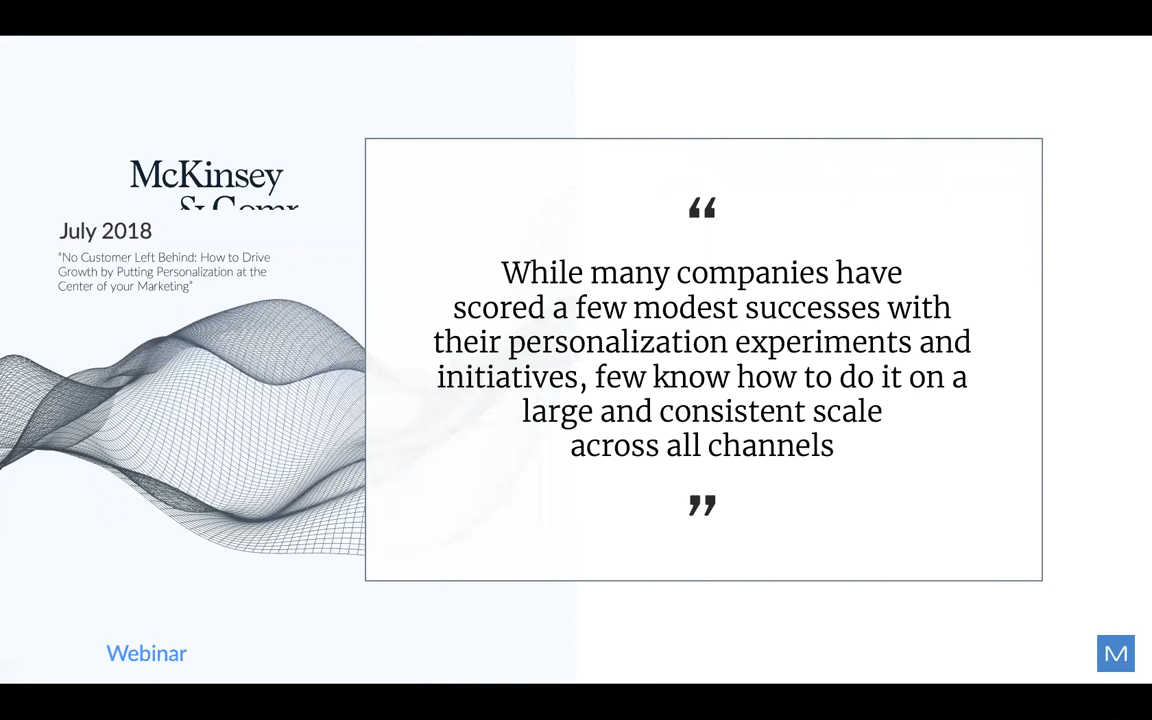 McKinsey
July 2018
"No Customer Left Behind: How to Drive
Growth by Putting Personalization at the
Center of your Marketing"
“
While many companies have
scored a few modest successes with
their personalization experiments and
initiatives, few know how to do it on a
large and consistent scale
across all channels
”
Webinar
M